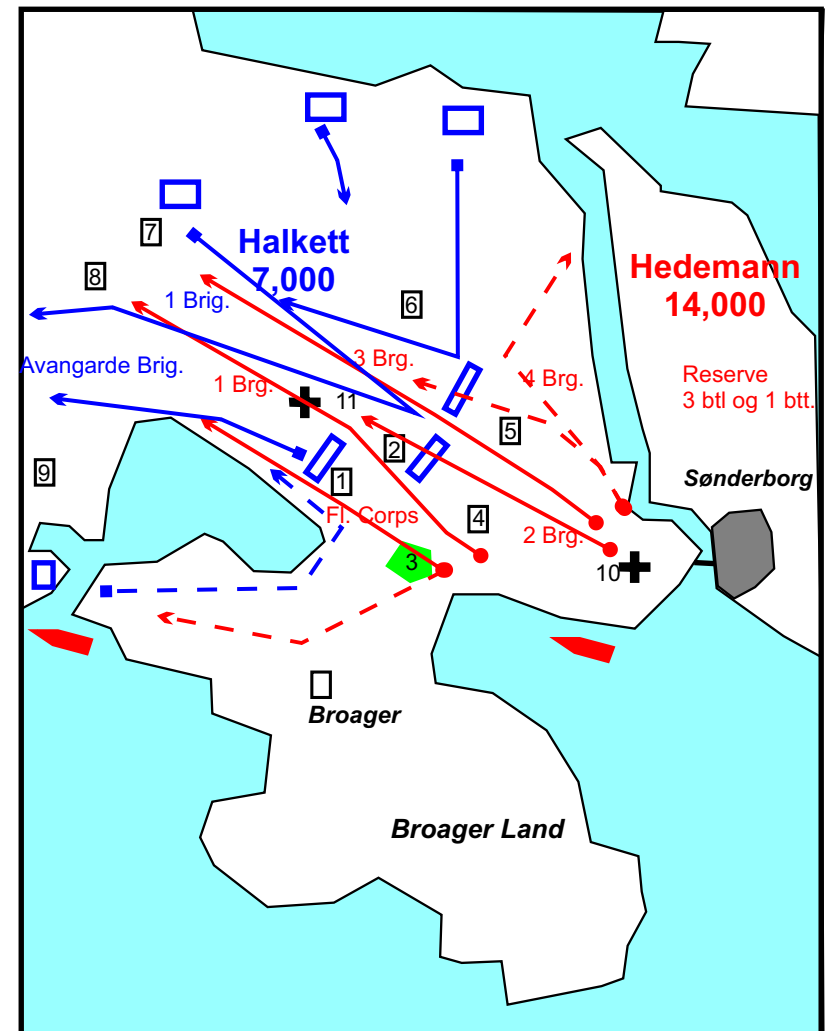 Halkett
7,000
Hedemann
14,000
7
8
6
1 Brig.
3 Brg.
4 Brg.
Avangarde Brig.
1 Brg.
Reserve
3 btl og 1 btt.
11
5
2
9
1
Sønderborg
Fl. Corps
4
2 Brg.
3
10
Broager
Broager Land